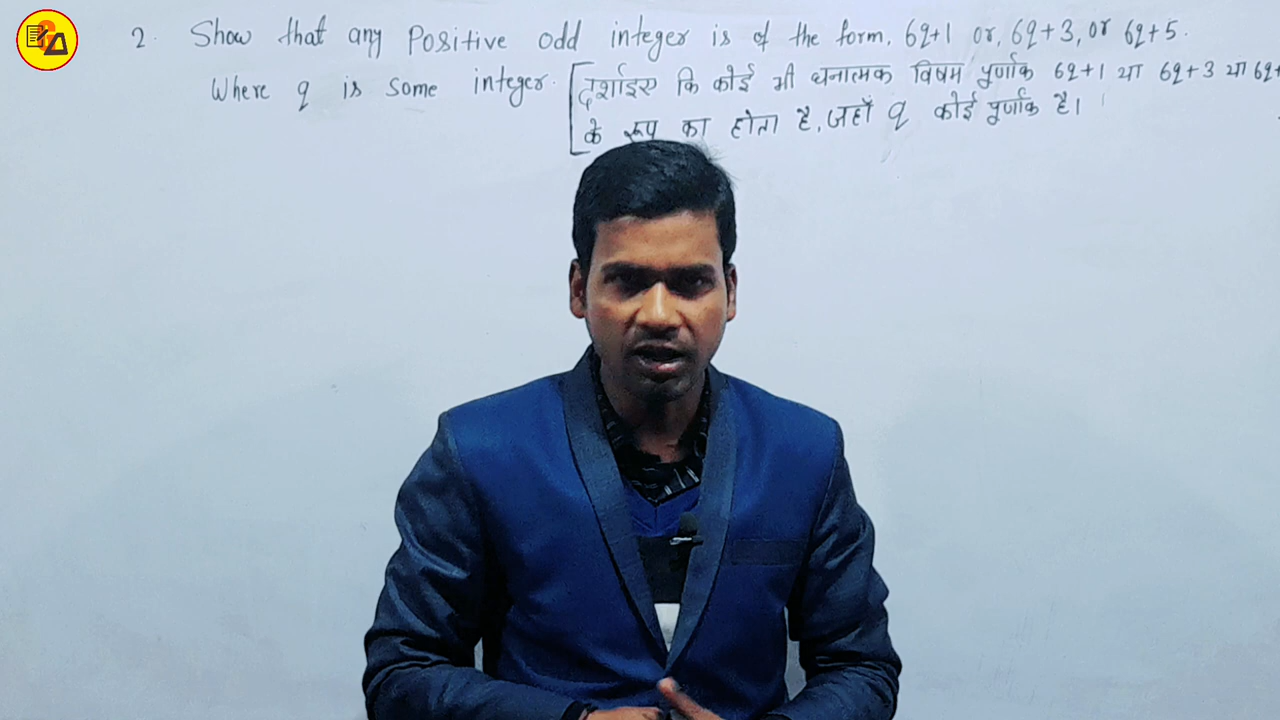 2. Show that any Positive odd integer is of the form, 6q+1 or, 6q+3, or 6q+5.
Where q is some integer. [दर्शाइए कि कोई भी धनात्मक विषम पूर्णाक 6q+1 या 6q+3 या 6q+
के रूप का होता है, जहाँ q कोई पूर्णाक है।